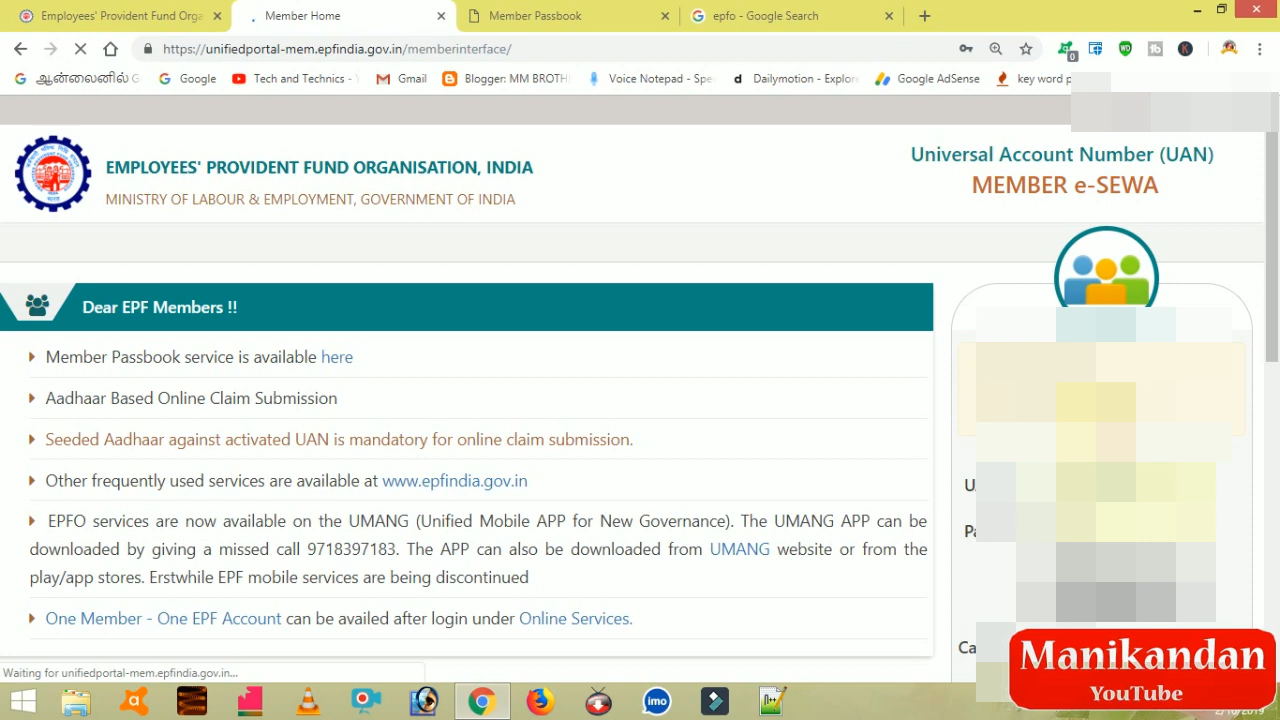 Employees' Provident Fund Orga
Member Home
Member Passbook
epfo - Google Search
https://unifiedportal-mem.epfindia.gov.in/memberinterface/
ஆன்லைனில் G
Google
Tech and Technics - Y
Gmail
Blogger: MM BROTH
Voice Notepad - Spe
Dailymotion - Explor
Google AdSense
key word p
EMPLOYEES' PROVIDENT FUND ORGANISATION, INDIA
MINISTRY OF LABOUR & EMPLOYMENT, GOVERNMENT OF INDIA
Universal Account Number (UAN)
MEMBER e-SEWA
Dear EPF Members !!
Member Passbook service is available here
Aadhaar Based Online Claim Submission
Seeded Aadhaar against activated UAN is mandatory for online claim submission.
Other frequently used services are available at www.epfindia.gov.in
EPFO services are now available on the UMANG (Unified Mobile APP for New Governance). The UMANG APP can be
downloaded by giving a missed call 9718397183. The APP can also be downloaded from UMANG website or from the
play/app stores. Erstwhile EPF mobile services are being discontinued
One Member - One EPF Account can be availed after login under Online Services.
Waiting for unifiedportal-mem.epfindia.gov.in...
Manikandan
YouTube